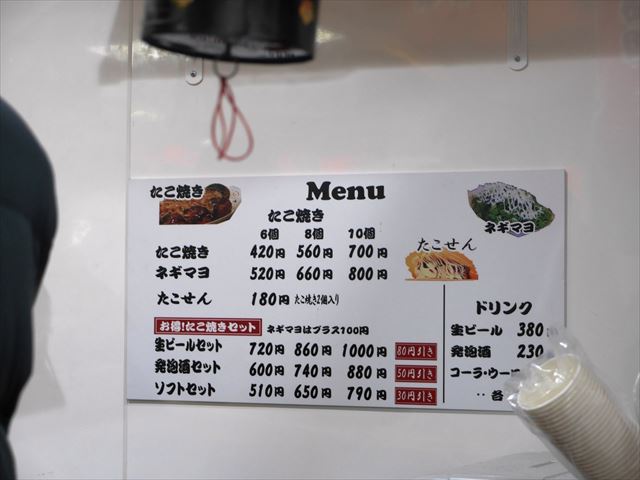 Menu
たこ焼き
ネギマヨ
たこせん
たこ焼き
6個 8個 10個
たこ焼き 420円 560円 700円
ネギマヨ 520円 660円 800円
たこせん 180円 たこ焼き2個入り
お得!たこ焼きセット ネギマヨはプラス100円
生ビールセット 720円 860円 1000円 80円引き
発泡酒セット 600円 740円 880円 50円引き
ソフトセット 510円 650円 790円 30円引き
ドリンク
生ビール 380
発泡酒 230
コーラ・ウー
‥各